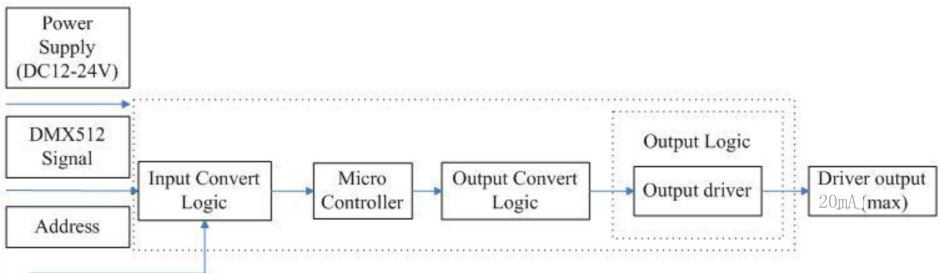 Power
Supply
(DC12-24V)
DMX512
Signal
Address
Input Convert
Logic
Micro
Controller
Output Convert
Logic
Output Logic
Output driver
Driver output
20mA(max)